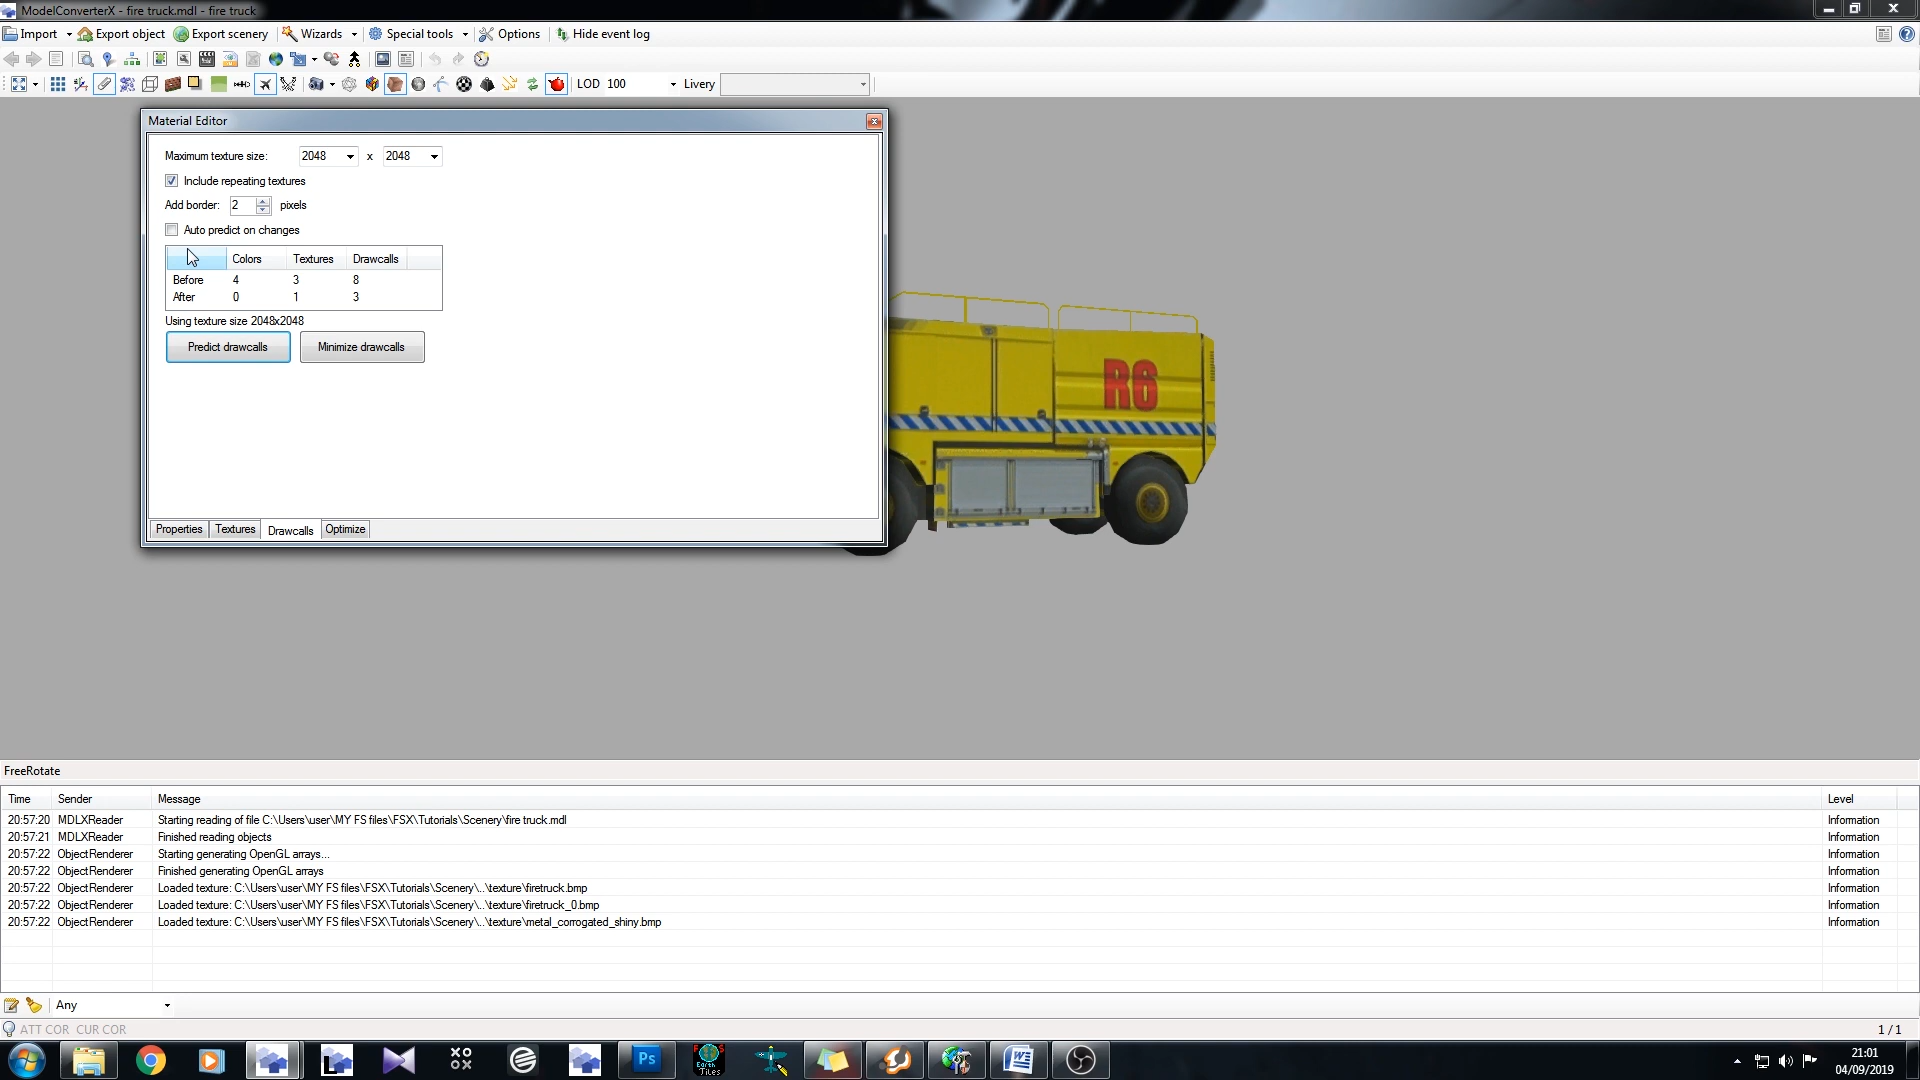 ModelConverterX - fire truck.mdl - fire truck
Import Export object Export scenery Wizards Special tools Options Hide event log
LOD 100 Livery
Material Editor
Maximum texture size: 2048 x 2048
Include repeating textures
Add border: 2 pixels
Auto predict on changes
Colors Textures Drawcalls
Before 4 3 8
After 0 1 3
Using texture size 2048x2048
Predict drawcalls Minimize drawcalls
R6
Properties Textures Drawcalls Optimize
FreeRotate
Time Sender Message Level
20:57:20 MDLXReader Starting reading of file C:\Users\user\MY FS files\FSX\Tutorials\Scenery\fire truck.mdl Information
20:57:21 MDLXReader Finished reading objects Information
20:57:22 ObjectRenderer Starting generating OpenGL arrays... Information
20:57:22 ObjectRenderer Finished generating OpenGL arrays Information
20:57:22 ObjectRenderer Loaded texture: C:\Users\user\MY FS files\FSX\Tutorials\Scenery\..\texture\firetruck.bmp Information
20:57:22 ObjectRenderer Loaded texture: C:\Users\user\MY FS files\FSX\Tutorials\Scenery\..\texture\firetruck_0.bmp Information
20:57:22 ObjectRenderer Loaded texture: C:\Users\user\MY FS files\FSX\Tutorials\Scenery\..\texture\metal_corrogated_shiny.bmp Information
Any
ATT COR CUR COR 1 / 1
L Ps FS Earth Tiles W
21:01
04/09/2019